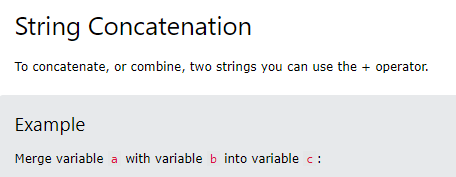 String Concatenation
To concatenate, or combine, two strings you can use the + operator.
Example
Merge variable a with variable b into variable c: